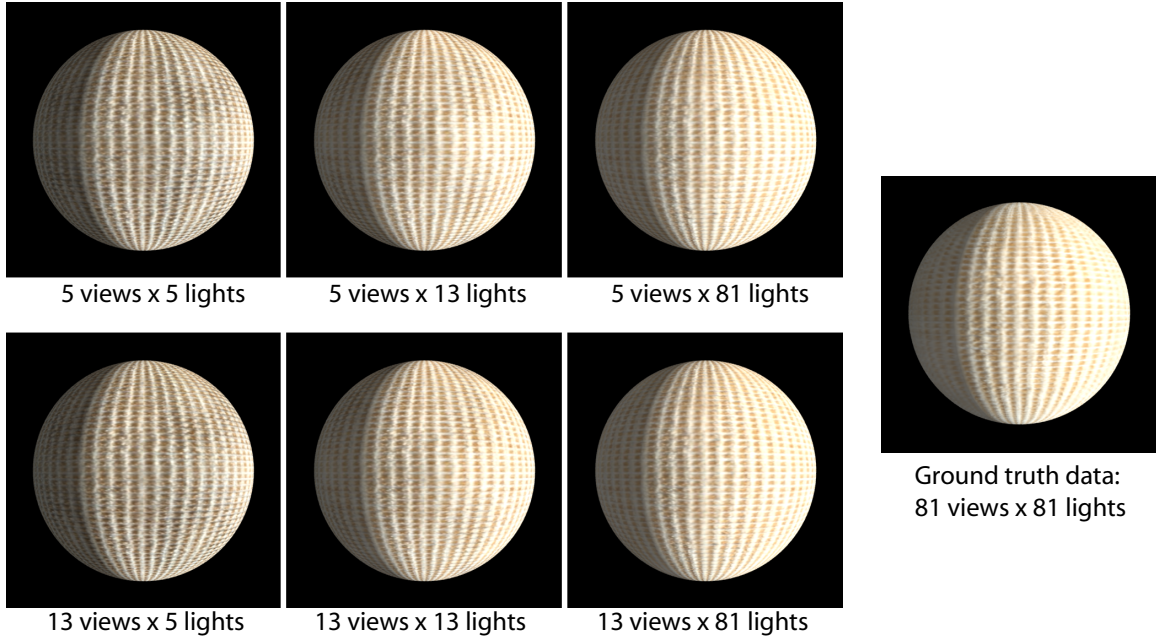 5 views x 5 lights
5 views x 13 lights
5 views x 81 lights
13 views x 5 lights
13 views x 13 lights
13 views x 81 lights
Ground truth data:
81 views x 81 lights